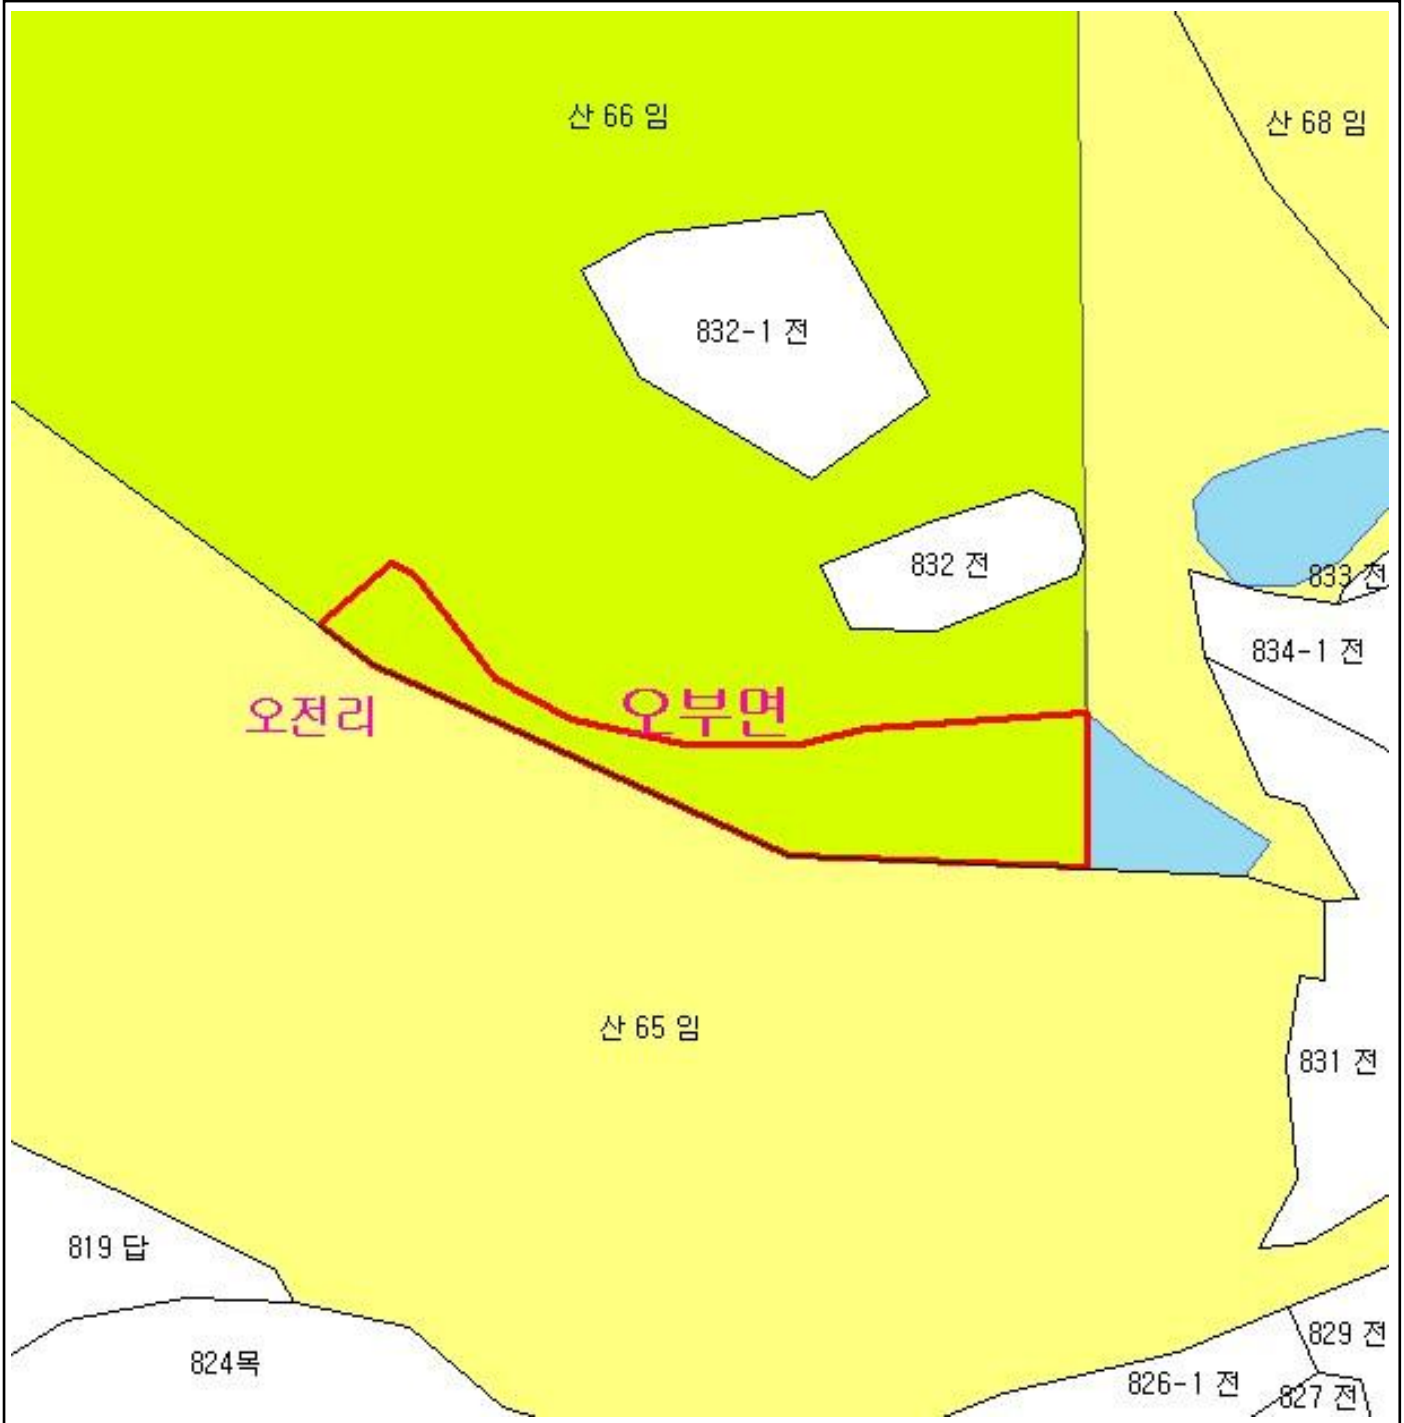 산 66 임
산 68 임
832-1 전
832 전
833 전
834-1 전
오전리
오부면
산 65 임
831 전
819 답
829 전
824목
826-1 전
827 전